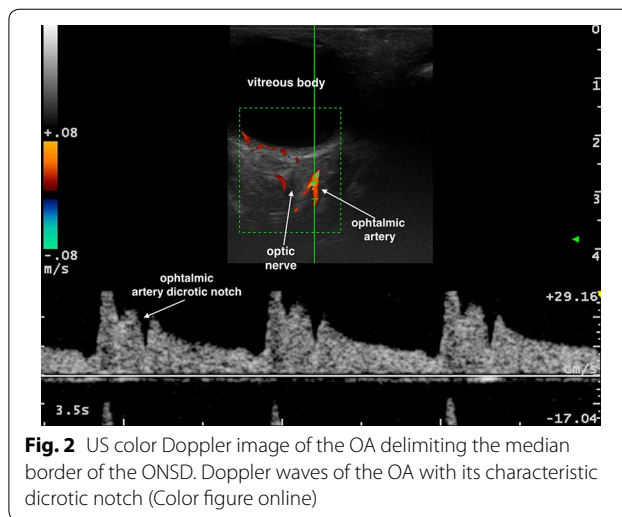 0
vitreous body
1
+.08
2
3
ophtalmic
artery
optic
nerve
-.08
m/s
4
ophtalmic
artery dicrotic notch
+29.16
cm/s
3.5s
-17.04
Fig. 2 US color Doppler image of the OA delimiting the median
border of the ONSD. Doppler waves of the OA with its characteristic
dicrotic notch (Color figure online)